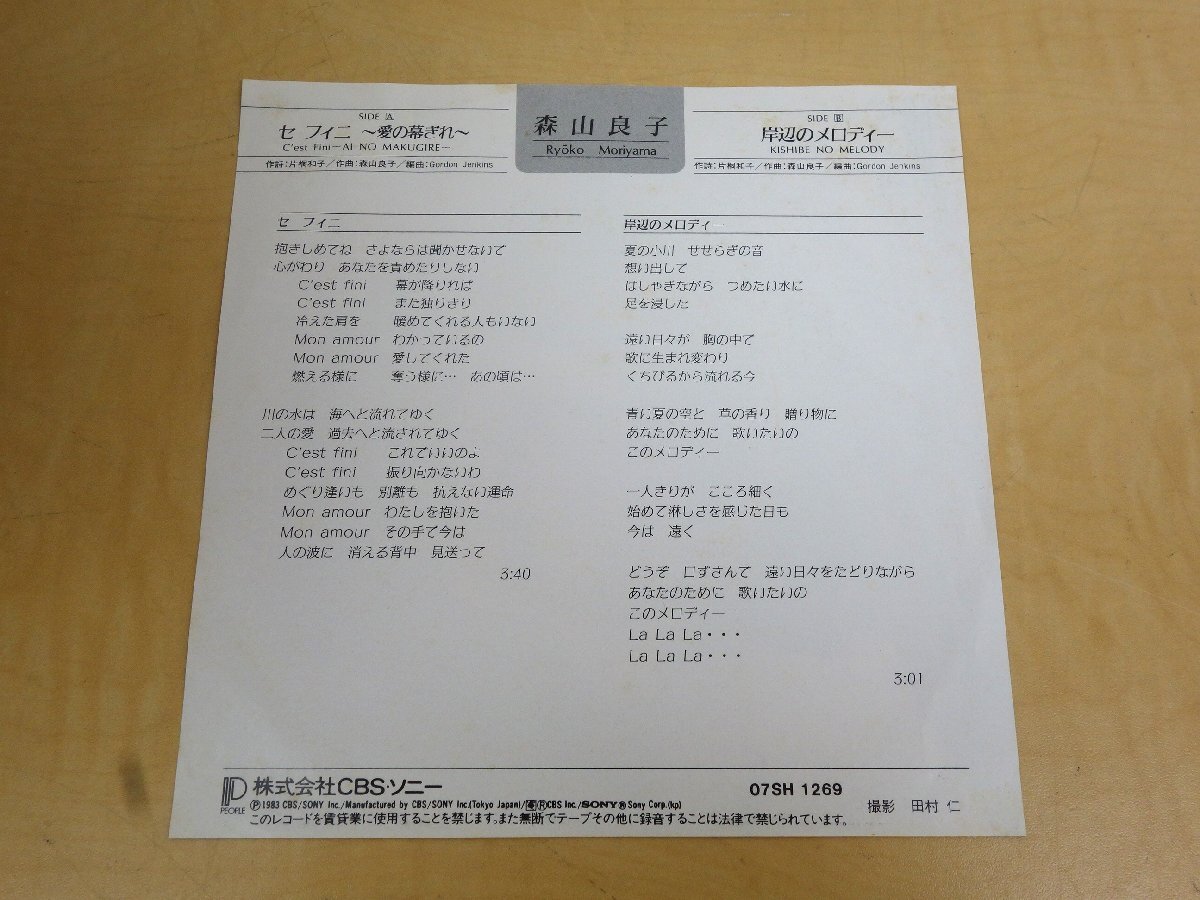 SIDE A
セ フィニ ～愛の幕ぎれ～
C'est Fini－AI NO MAKUGIRE－
作詩：片桐和子／作曲：森山良子／編曲：Gordon Jenkins
森山良子
Ryōko Moriyama
SIDE B
岸辺のメロディー
KISHIBE NO MELODY
作詩：片桐和子／作曲：森山良子／編曲：Gordon Jenkins
セ フィニ
抱きしめてね さよならは聞かせないで
心がわり あなたを責めたりしない
C'est fini 幕が降りれば
C'est fini また独りきり
冷えた肩を 暖めてくれる人もいない
Mon amour わかっているの
Mon amour 愛してくれた
燃える様に 奪う様に… あの頃は…
川の水は 海へと流れてゆく
二人の愛 過去へと流されてゆく
C'est fini これでいいのよ
C'est fini 振り向かないわ
めぐり逢いも 別離も 抗えない運命
Mon amour わたしを抱いた
Mon amour その手で今は
人の波に 消える背中 見送って
3:40
岸辺のメロディー
夏の小川 せせらぎの音
想い出して
はしゃぎながら つめたい水に
足を浸した
遠い日々が 胸の中で
歌に生まれ変わり
くちびるから流れる今
青い夏の空と 草の香り 贈り物に
あなたのために 歌いたいの
このメロディー
一人きりが こころ細く
始めて淋しさを感じた日も
今は 遠く
どうぞ 口ずさんで 遠い日々をたどりながら
あなたのために 歌いたいの
このメロディー
La La La・・・
La La La・・・
3:01
PEOPLE
株式会社CBS・ソニー
07SH 1269
Ⓟ1983 CBS/SONY Inc./Manufactured by CBS/SONY Inc.(Tokyo Japan)/ⓇCBS Inc./SONY®Sony Corp.(kp)
撮影 田村 仁
このレコードを賃貸業に使用することを禁じます。また無断でテープその他に録音することは法律で禁じられています。